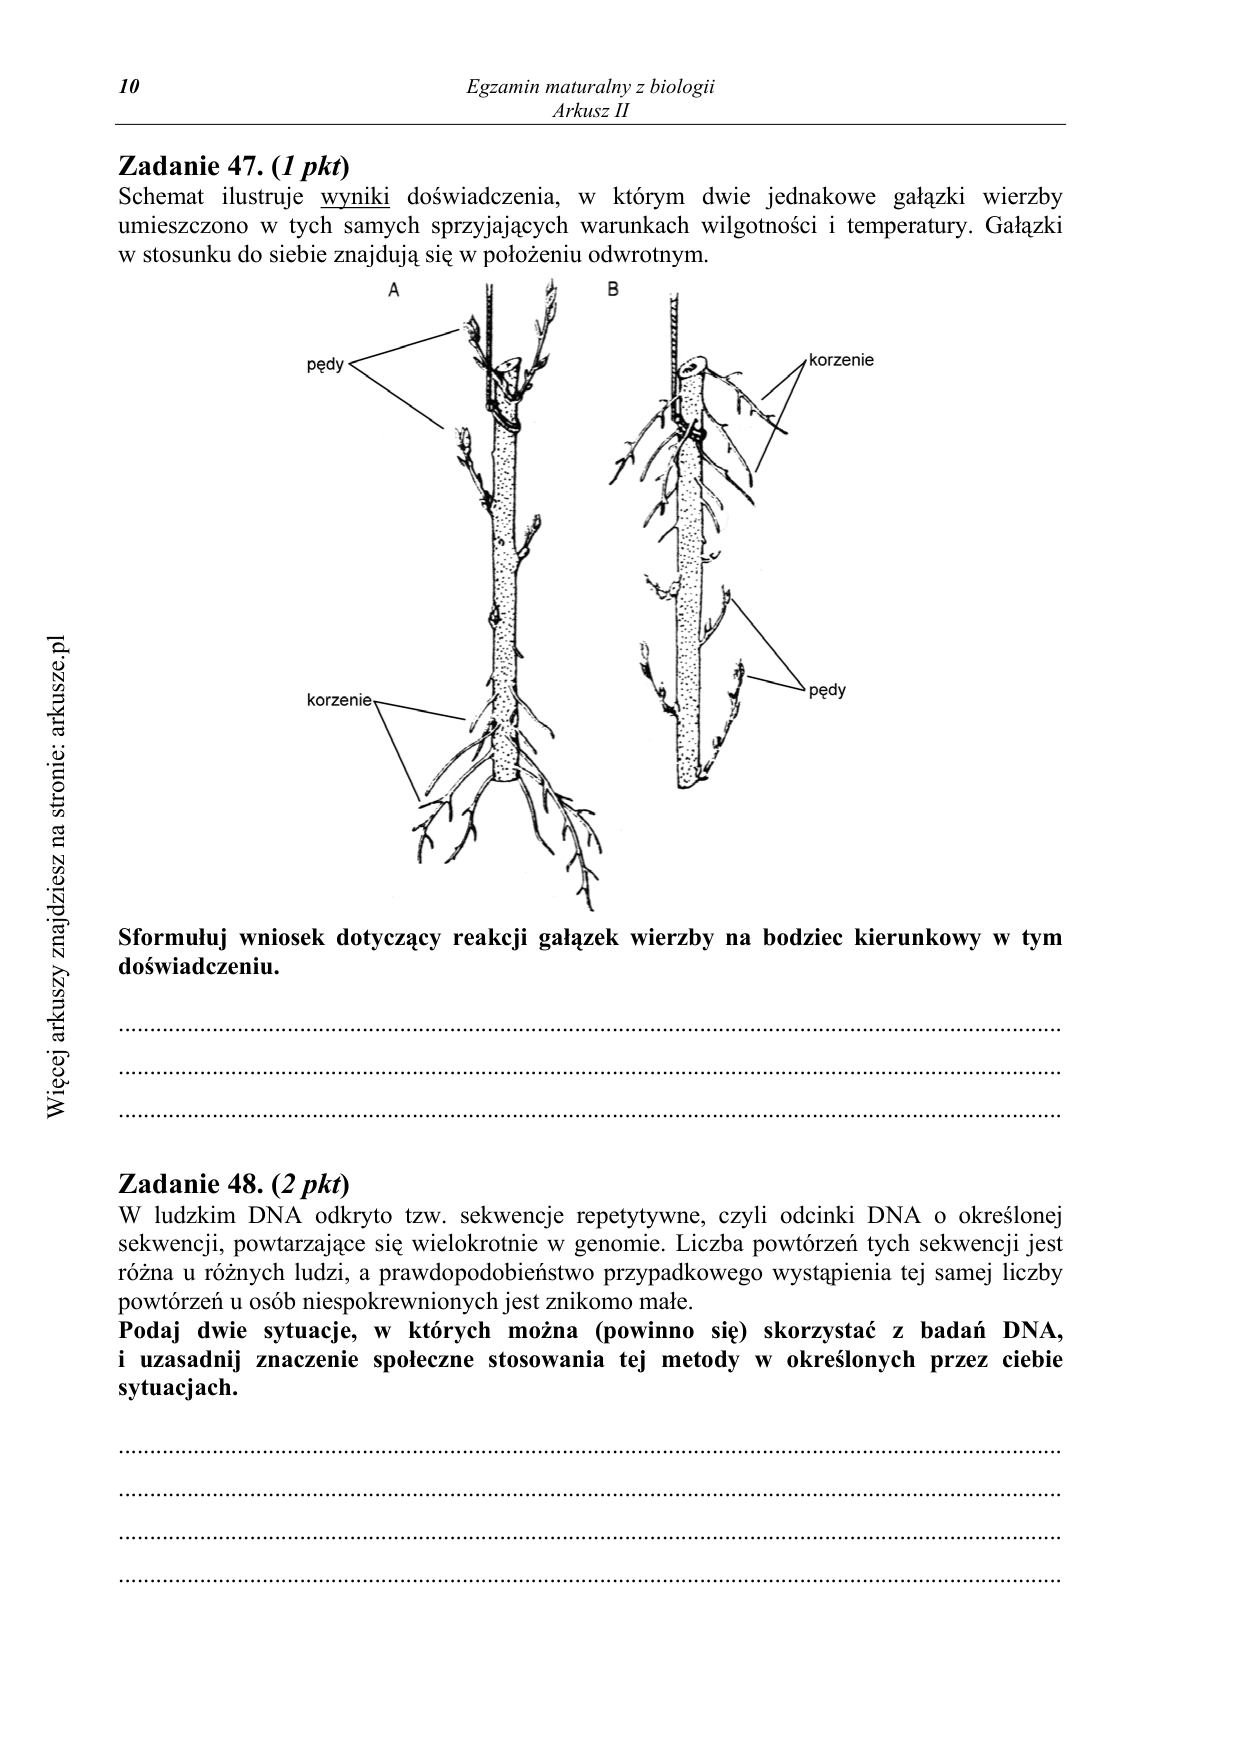 10
Egzamin maturalny z biologii
Arkusz II
Zadanie 47. (1 pkt)
Schemat ilustruje wyniki doświadczenia, w którym dwie jednakowe gałązki wierzby
umieszczono w tych samych sprzyjających warunkach wilgotności i temperatury. Gałązki
w stosunku do siebie znajdują się w położeniu odwrotnym.
A
B
pędy
korzenie
korzenie
pędy
Sformułuj wniosek dotyczący reakcji gałązek wierzby na bodziec kierunkowy w tym
doświadczeniu.
Zadanie 48. (2 pkt)
W ludzkim DNA odkryto tzw. sekwencje repetytywne, czyli odcinki DNA o określonej
sekwencji, powtarzające się wielokrotnie w genomie. Liczba powtórzeń tych sekwencji jest
różna u różnych ludzi, a prawdopodobieństwo przypadkowego wystąpienia tej samej liczby
powtórzeń u osób niespokrewnionych jest znikomo małe.
Podaj dwie sytuacje, w których można (powinno się) skorzystać z badań DNA,
i uzasadnij znaczenie społeczne stosowania tej metody w określonych przez ciebie
sytuacjach.
Więcej arkuszy znajdziesz na stronie: arkusze.pl